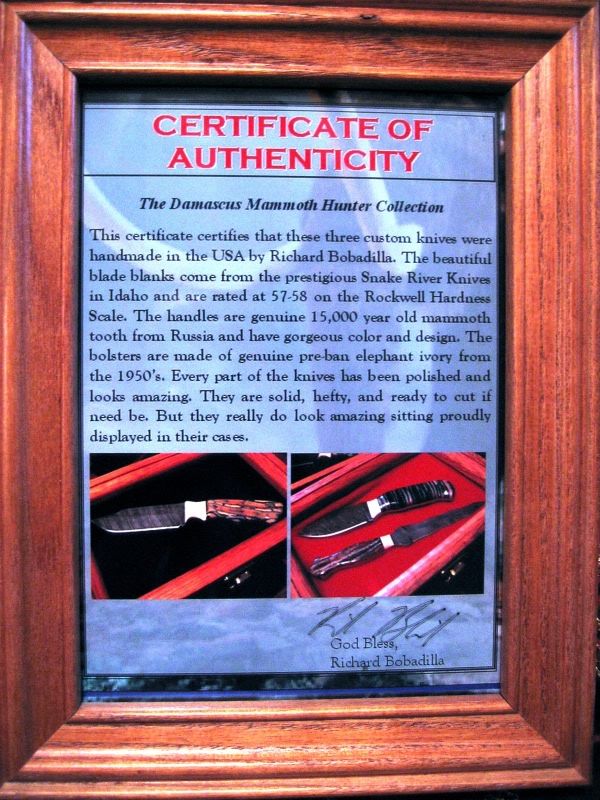 CERTIFICATE OF
AUTHENTICITY
The Damascus Mammoth Hunter Collection
This certificate certifies that these three custom knives were
handmade in the USA by Richard Bobadilla. The beautiful
blade blanks come from the prestigious Snake River Knives
in Idaho and are rated at 57-58 on the Rockwell Hardness
Scale. The handles are genuine 15,000 year old mammoth
tooth from Russia and have gorgeous color and design. The
bolsters are made of genuine pre-ban elephant ivory from
the 1950's. Every part of the knives has been polished and
looks amazing. They are solid, hefty, and ready to cut if
need be. But they really do look amazing sitting proudly
displayed in their cases.
God Bless,
Richard Bobadilla